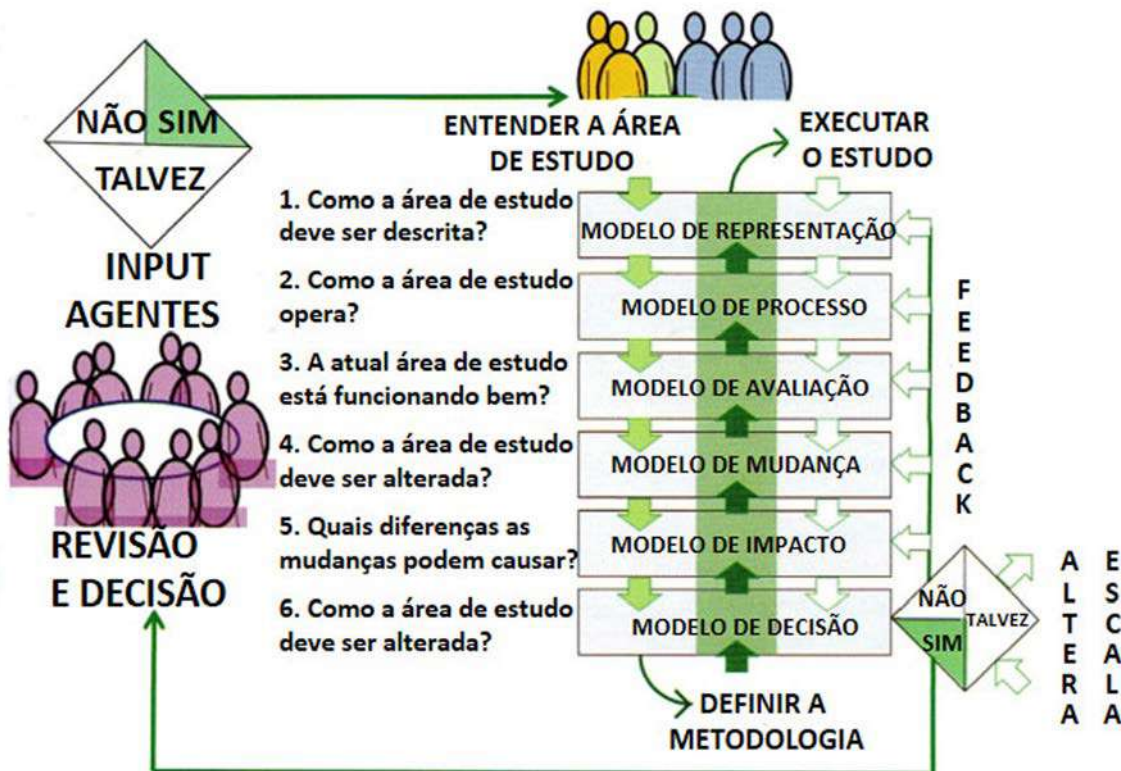 NÃO SIM
TALVEZ
INPUT
AGENTES
REVISÃO
E DECISÃO
ENTENDER A ÁREA
DE ESTUDO
EXECUTAR
O ESTUDO
1. Como a área de estudo
deve ser descrita?
MODELO DE REPRESENTAÇÃO
2. Como a área de estudo
opera?
MODELO DE PROCESSO
3. A atual área de estudo
está funcionando bem?
MODELO DE AVALIAÇÃO
4. Como a área de estudo
deve ser alterada?
MODELO DE MUDANÇA
5. Quais diferenças as
mudanças podem causar?
MODELO DE IMPACTO
6. Como a área de estudo
deve ser alterada?
MODELO DE DECISÃO
DEFINIR A
METODOLOGIA
FEEDBACK
NÃO
TALVEZ
SIM
ALTERA
ESCALA